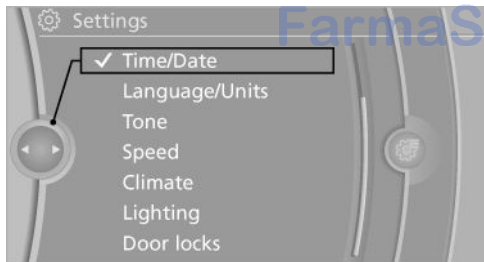 Settings
FarmaS
Time/Date
Language/Units
Tone
Speed
Climate
Lighting
Door locks